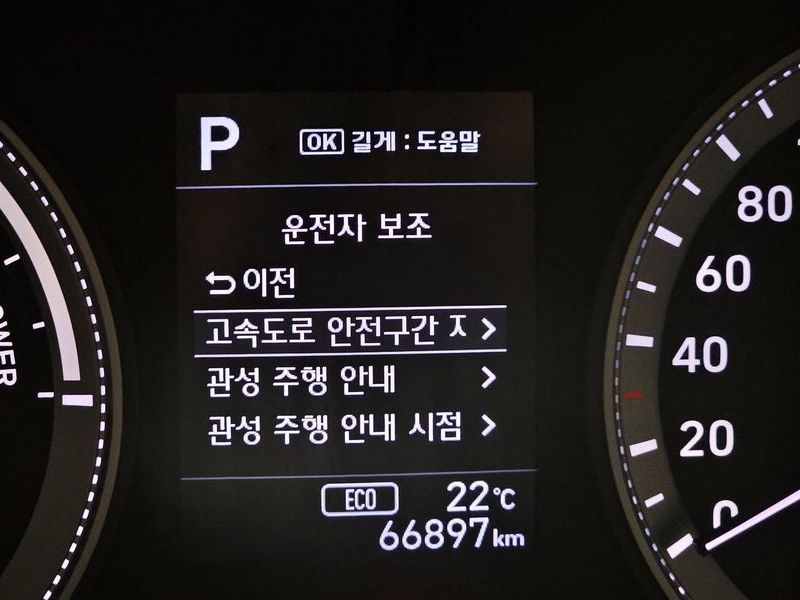 P
OK 길게 : 도움말
운전자 보조
이전
고속도로 안전구간
관성 주행 안내
관성 주행 안내 시점
ECO 22℃
66897km
80
60
40
20
0